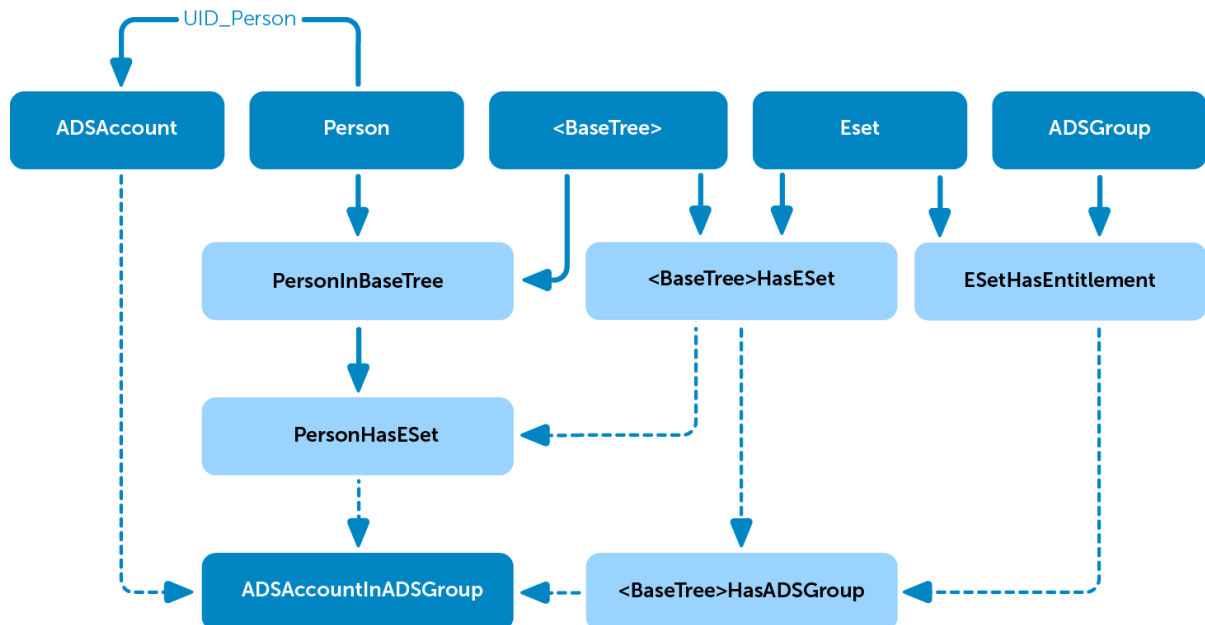 UID_Person
ADSAccount
Person
<BaseTree>
Eset
ADSGroup
PersonInBaseTree
<BaseTree>HasESet
ESetHasEntitlement
PersonHasESet
ADSAccountInADSGroup
<BaseTree>HasADSGroup